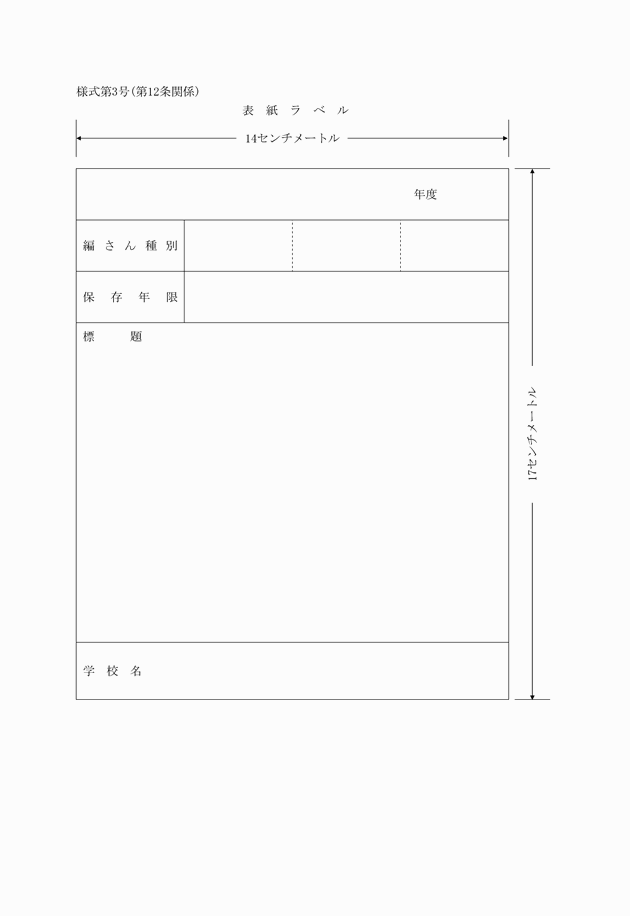 様式第3号(第12条関係)
表紙ラベル
14センチメートル
年度
編さん種別
保存年限
標題
17センチメートル
学校名